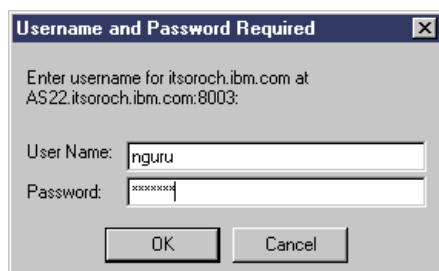 Username and Password Required
Enter username for itsoroch.ibm.com at
AS22.itsoroch.ibm.com:8003:
User Name: nguru
Password: *******
OK Cancel